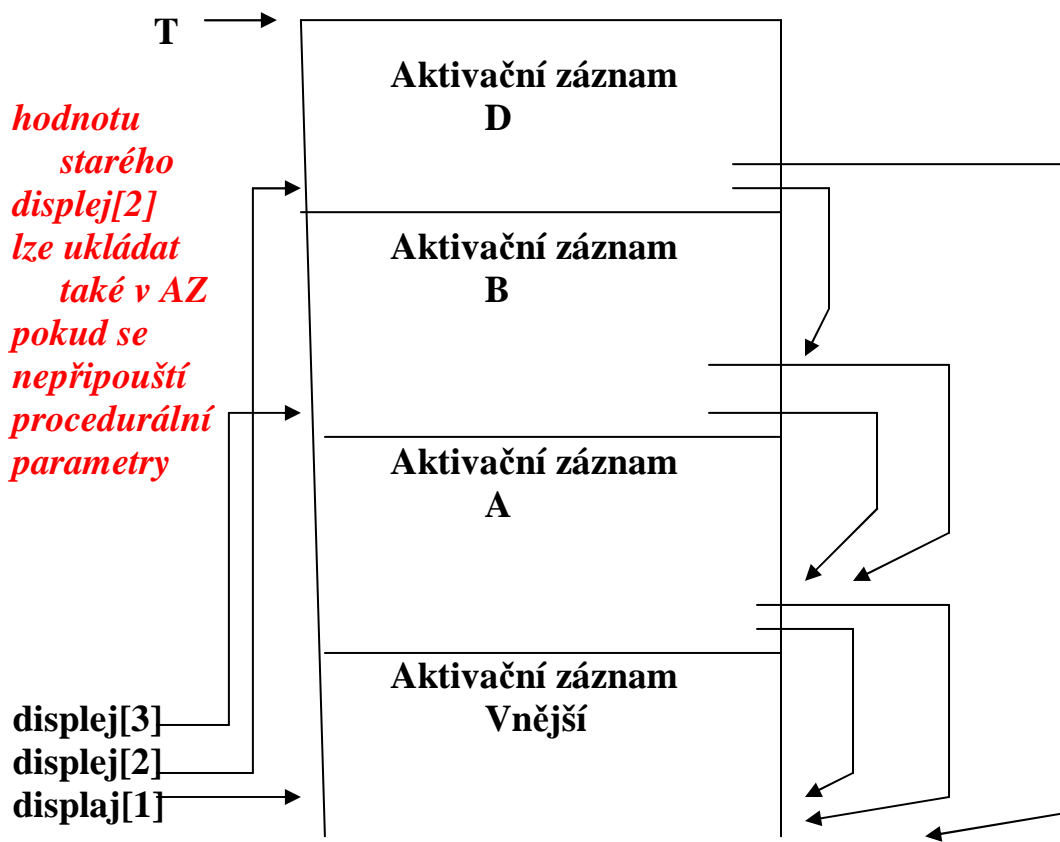 T
Aktivační záznam
D
hodnotu
starého
displej[2]
lze ukládat
také v AZ
pokud se
nepřipouští
procedurální
parametry
Aktivační záznam
B
Aktivační záznam
A
Aktivační záznam
Vnější
displej[3]
displej[2]
displaj[1]